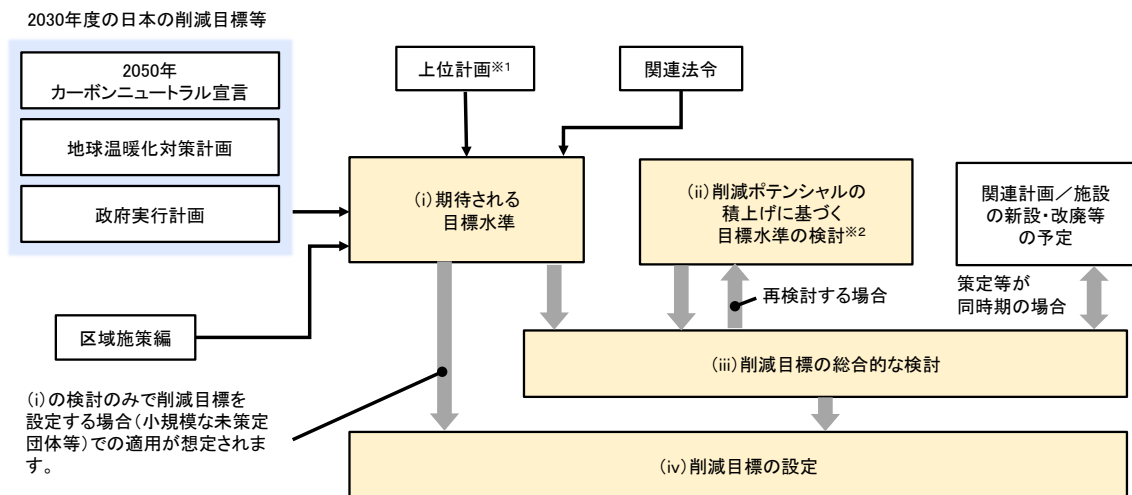 2030年度の日本の削減目標等
2050年
カーボンニュートラル宣言
地球温暖化対策計画
政府実行計画
上位計画※1
関連法令
(i)期待される
目標水準
(ii)削減ポテンシャルの
積上げに基づく
目標水準の検討※2
関連計画／施設
の新設・改廃等
の予定
再検討する場合
策定等が
同時期の場合
区域施策編
(iii)削減目標の総合的な検討
(i)の検討のみで削減目標を
設定する場合(小規模な未策定
団体等)での適用が想定されま
す。
(iv)削減目標の設定